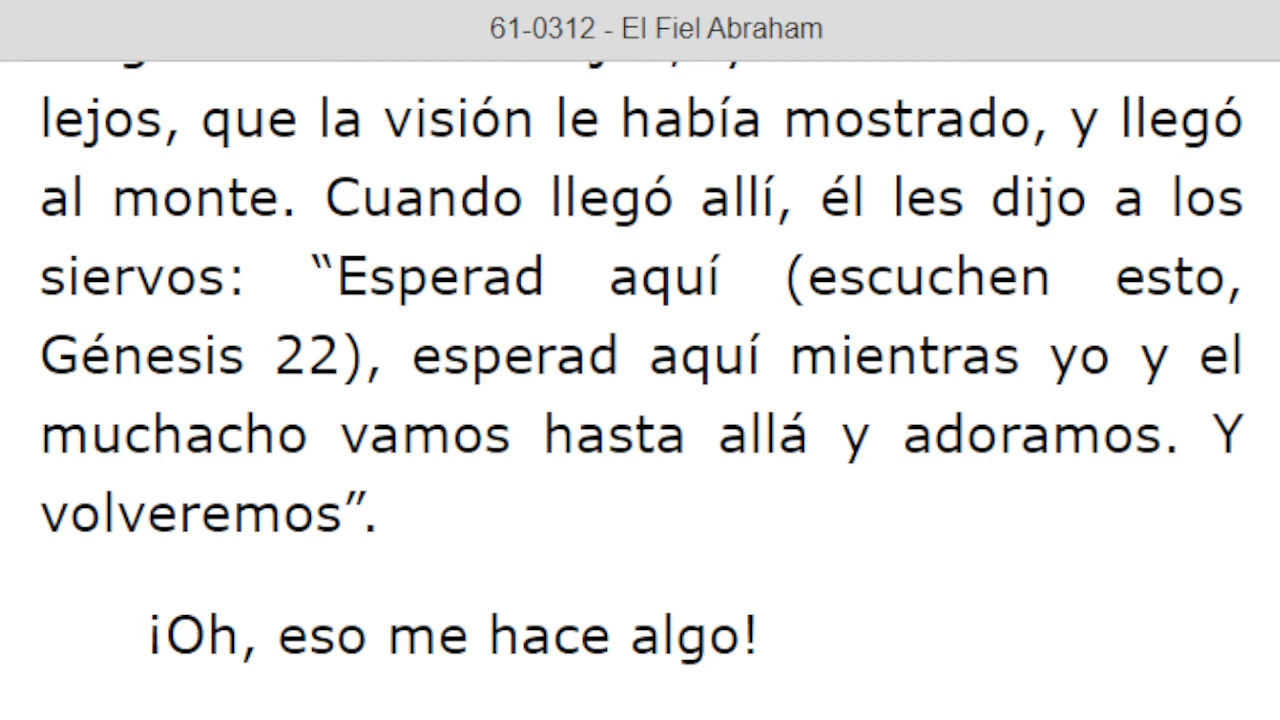 61-0312 - El Fiel Abraham
lejos, que la visión le había mostrado, y llegó
al monte. Cuando llegó allí, él les dijo a los
siervos: “Esperad aquí (escuchen esto,
Génesis 22), esperad aquí mientras yo y el
muchacho vamos hasta allá y adoramos. Y
volveremos”.
¡Oh, eso me hace algo!